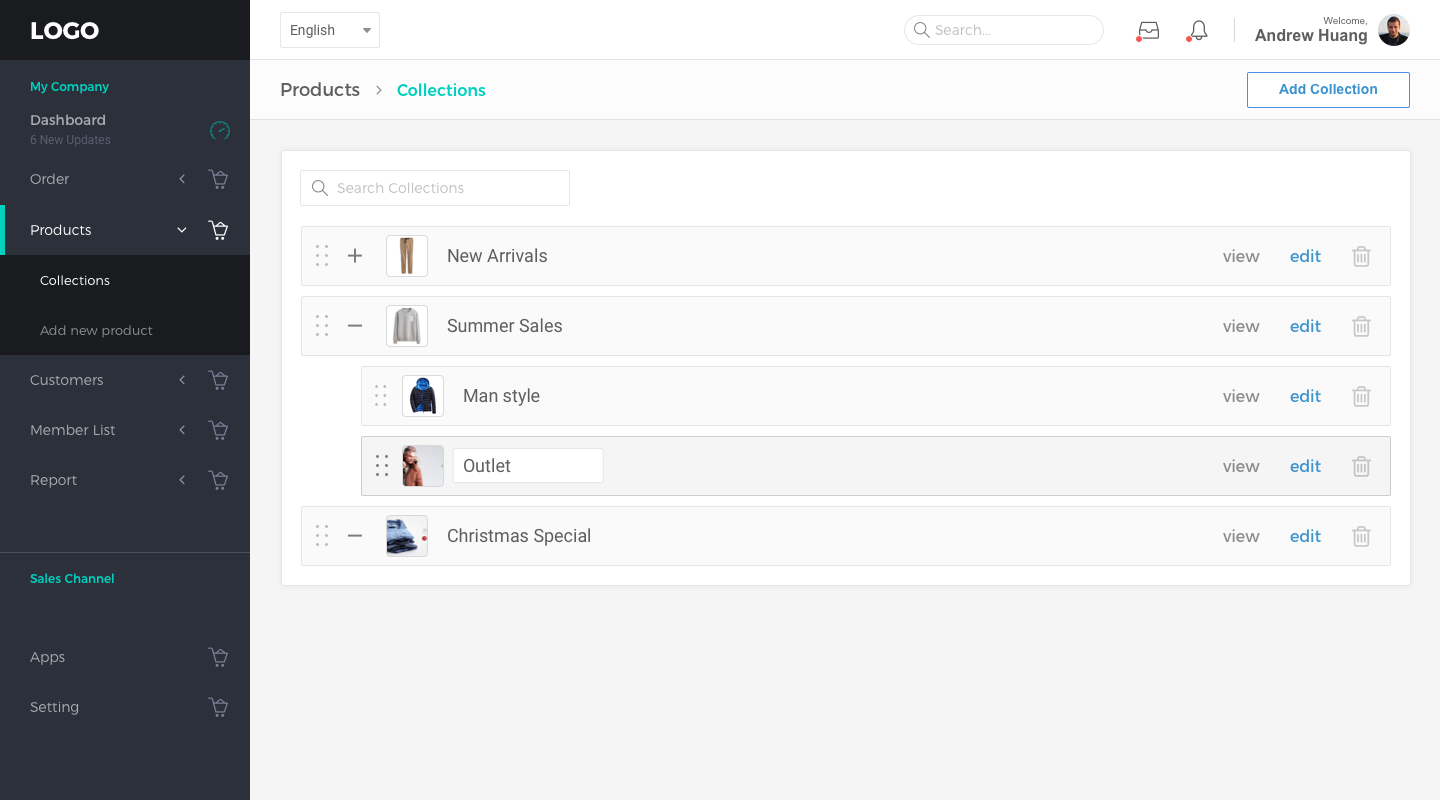 LOGO
English
Search...
Welcome,
Andrew Huang
My Company
Dashboard
6 New Updates
Order
Products
Collections
Add new product
Customers
Member List
Report
Sales Channel
Apps
Setting
Products > Collections
Add Collection
Search Collections
New Arrivals view edit
Summer Sales view edit
Man style view edit
Outlet view edit
Christmas Special view edit